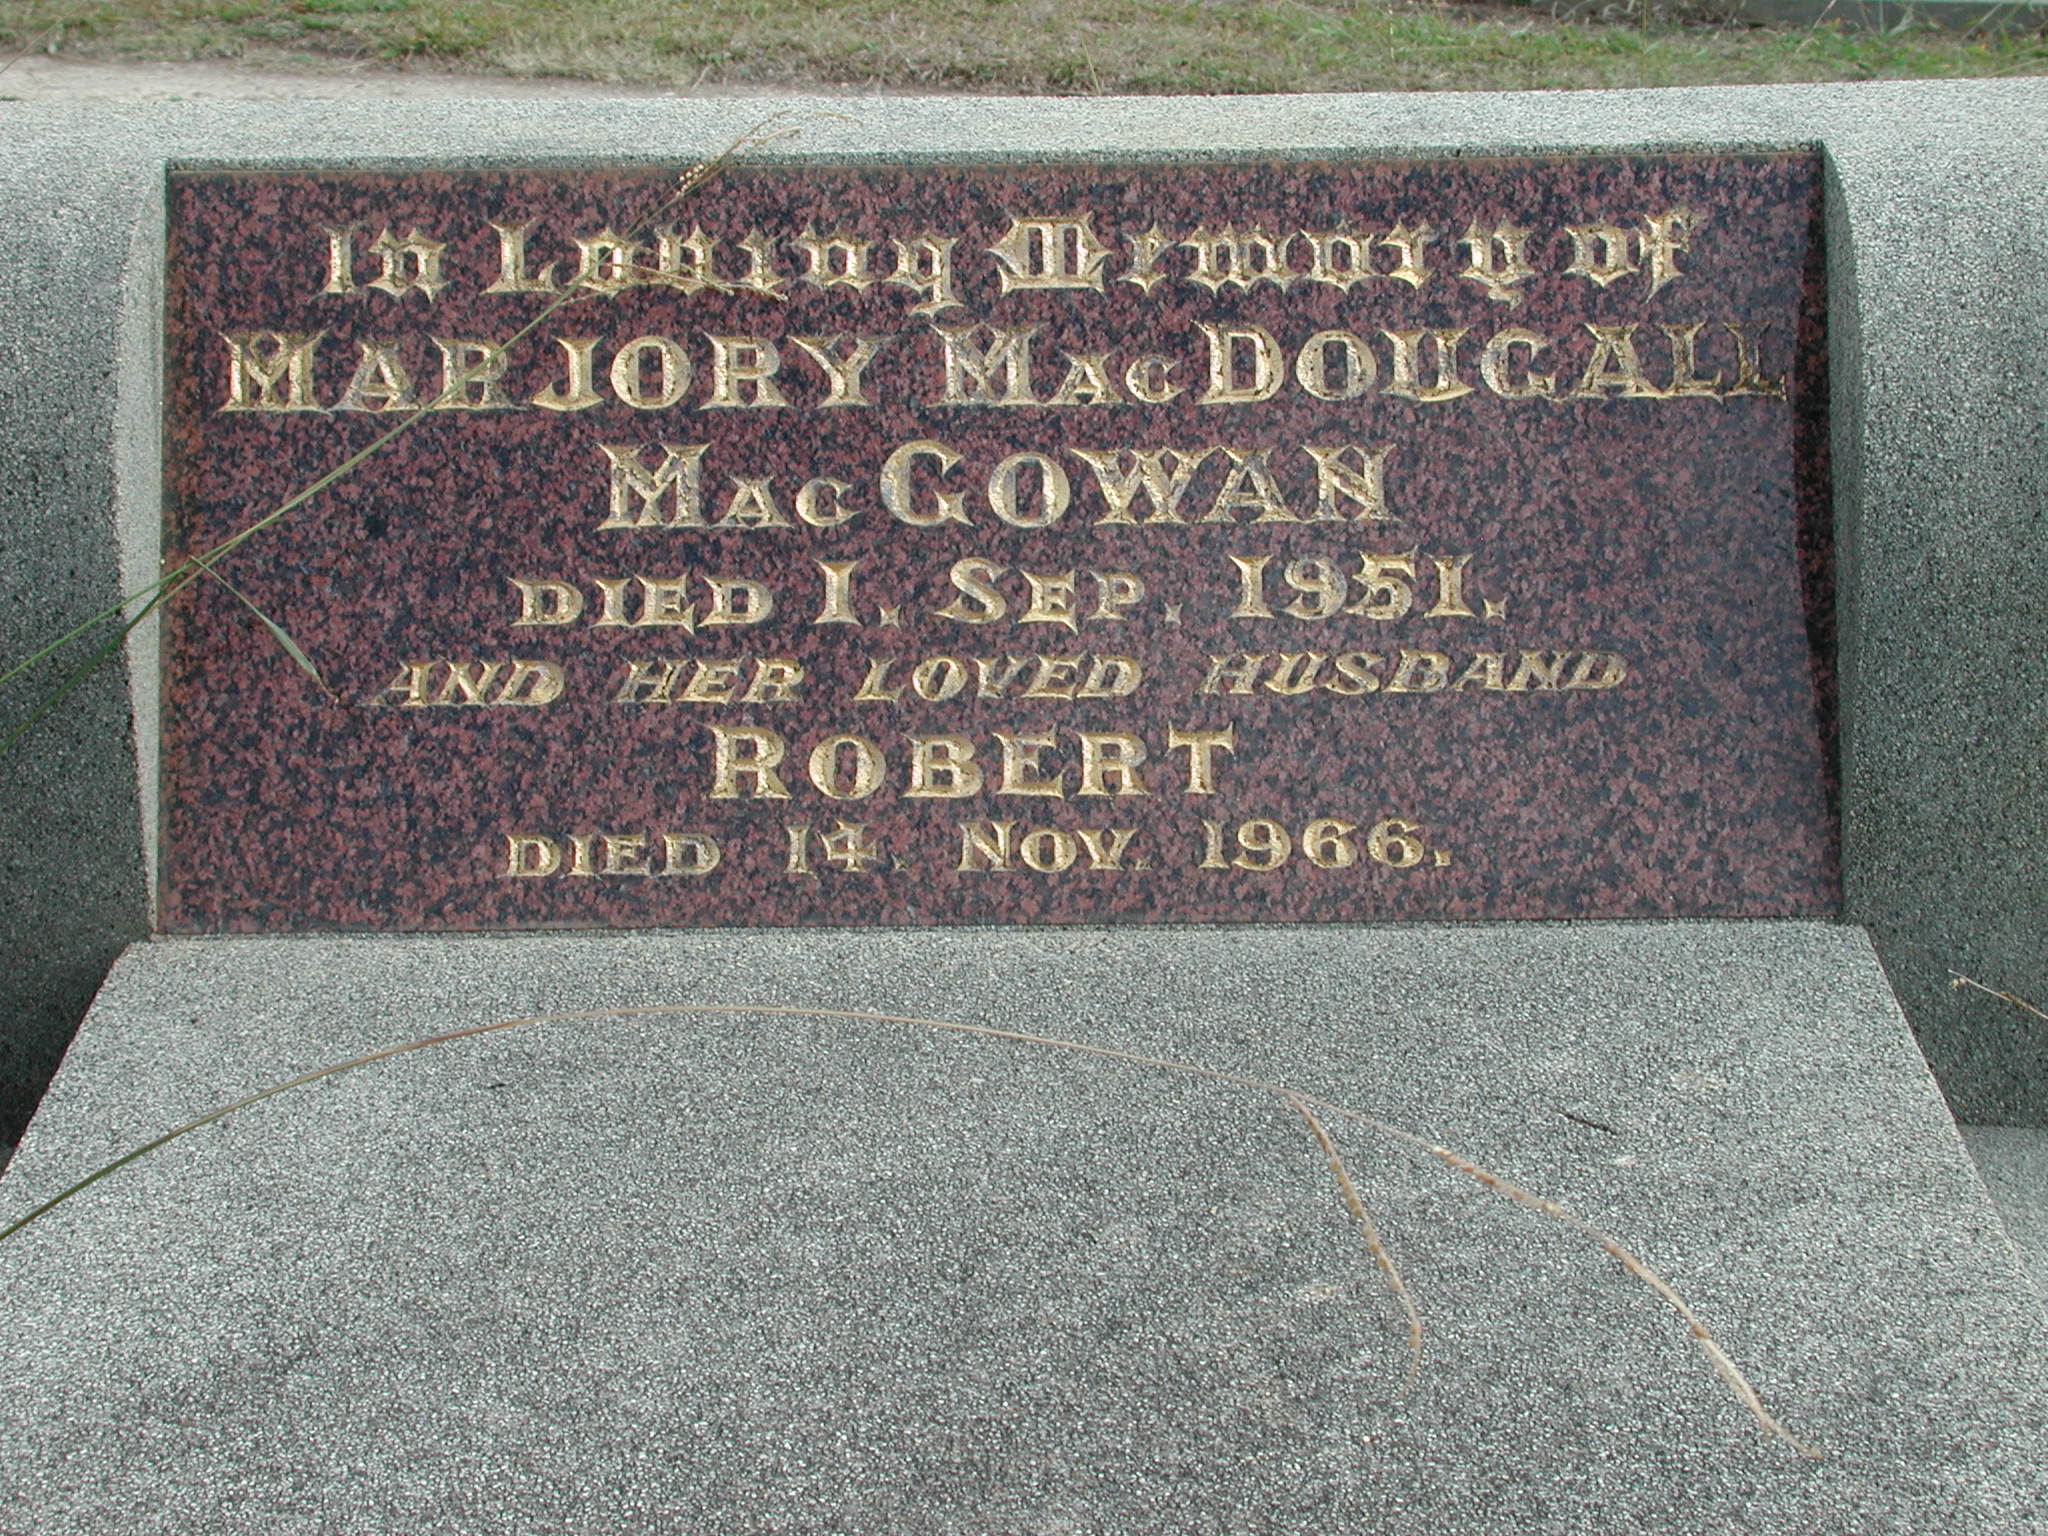 In Loving Memory of
MARJORY MACDOUGALL
MACGOWAN
DIED 1. SEP. 1951.
AND HER LOVED HUSBAND
ROBERT
DIED 14. NOV. 1966.